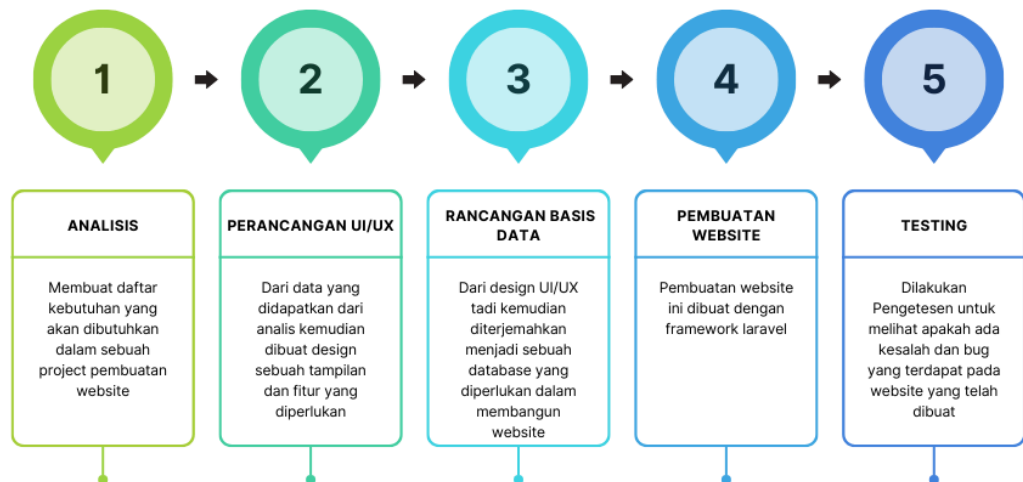 1
2
3
4
5
ANALISIS
Membuat daftar
kebutuhan yang
akan dibutuhkan
dalam sebuah
project pembuatan
website
PERANCANGAN UI/UX
Dari data yang
didapatkan dari
analis kemudian
dibuat design
sebuah tampilan
dan fitur yang
diperlukan
RANCANGAN BASIS
DATA
Dari design UI/UX
tadi kemudian
diterjemahkan
menjadi sebuah
database yang
diperlukan dalam
membangun
website
PEMBUATAN
WEBSITE
Pembuatan website
ini dibuat dengan
framework laravel
TESTING
Dilakukan
Pengetesen untuk
melihat apakah ada
kesalah dan bug
yang terdapat pada
website yang telah
dibuat